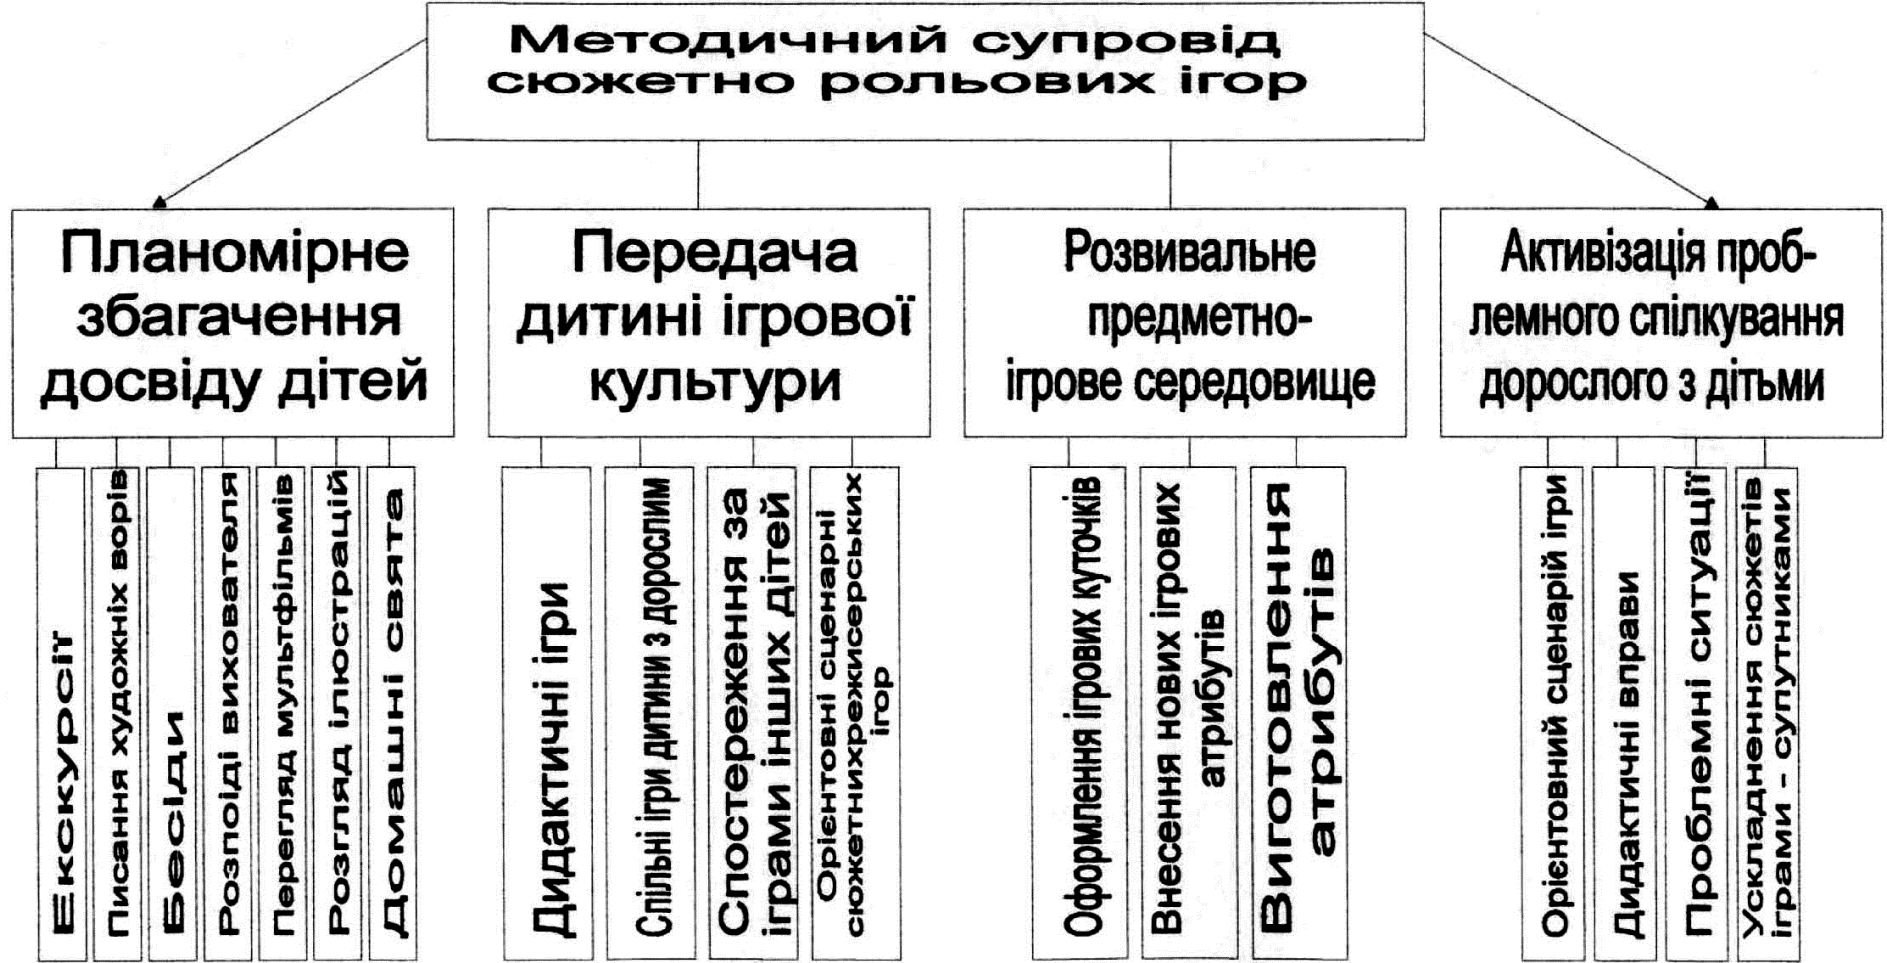 Методичний супровід
сюжетно рольових ігор
Планомірне
збагачення
досвіду дітей
Передача
дитині ігрової
культури
Розвивальне
предметно-
ігрове середовище
Активізація проб-
лемного спілкування
дорослого з дітьми
Екскурсії
Писання художніх ворів
Бесіди
Розпоіді вихователя
Перегляд мультфільмів
Розгляд ілюстрацій
Домашні свята
Дидактичні ігри
Спільні ігри дитини з дорослим
Спостереження за
іграми інших дітей
Орієнтовні сценарні
сюжетнихрежисерських
ігор
Оформлення ігрових куточків
Внесення нових ігрових
атрибутів
Виготовлення
атрибутів
Орієнтовний сценарій ігри
Дидактичні вправи
Проблемні ситуації
Ускладнення сюжетів
іграми – супутниками